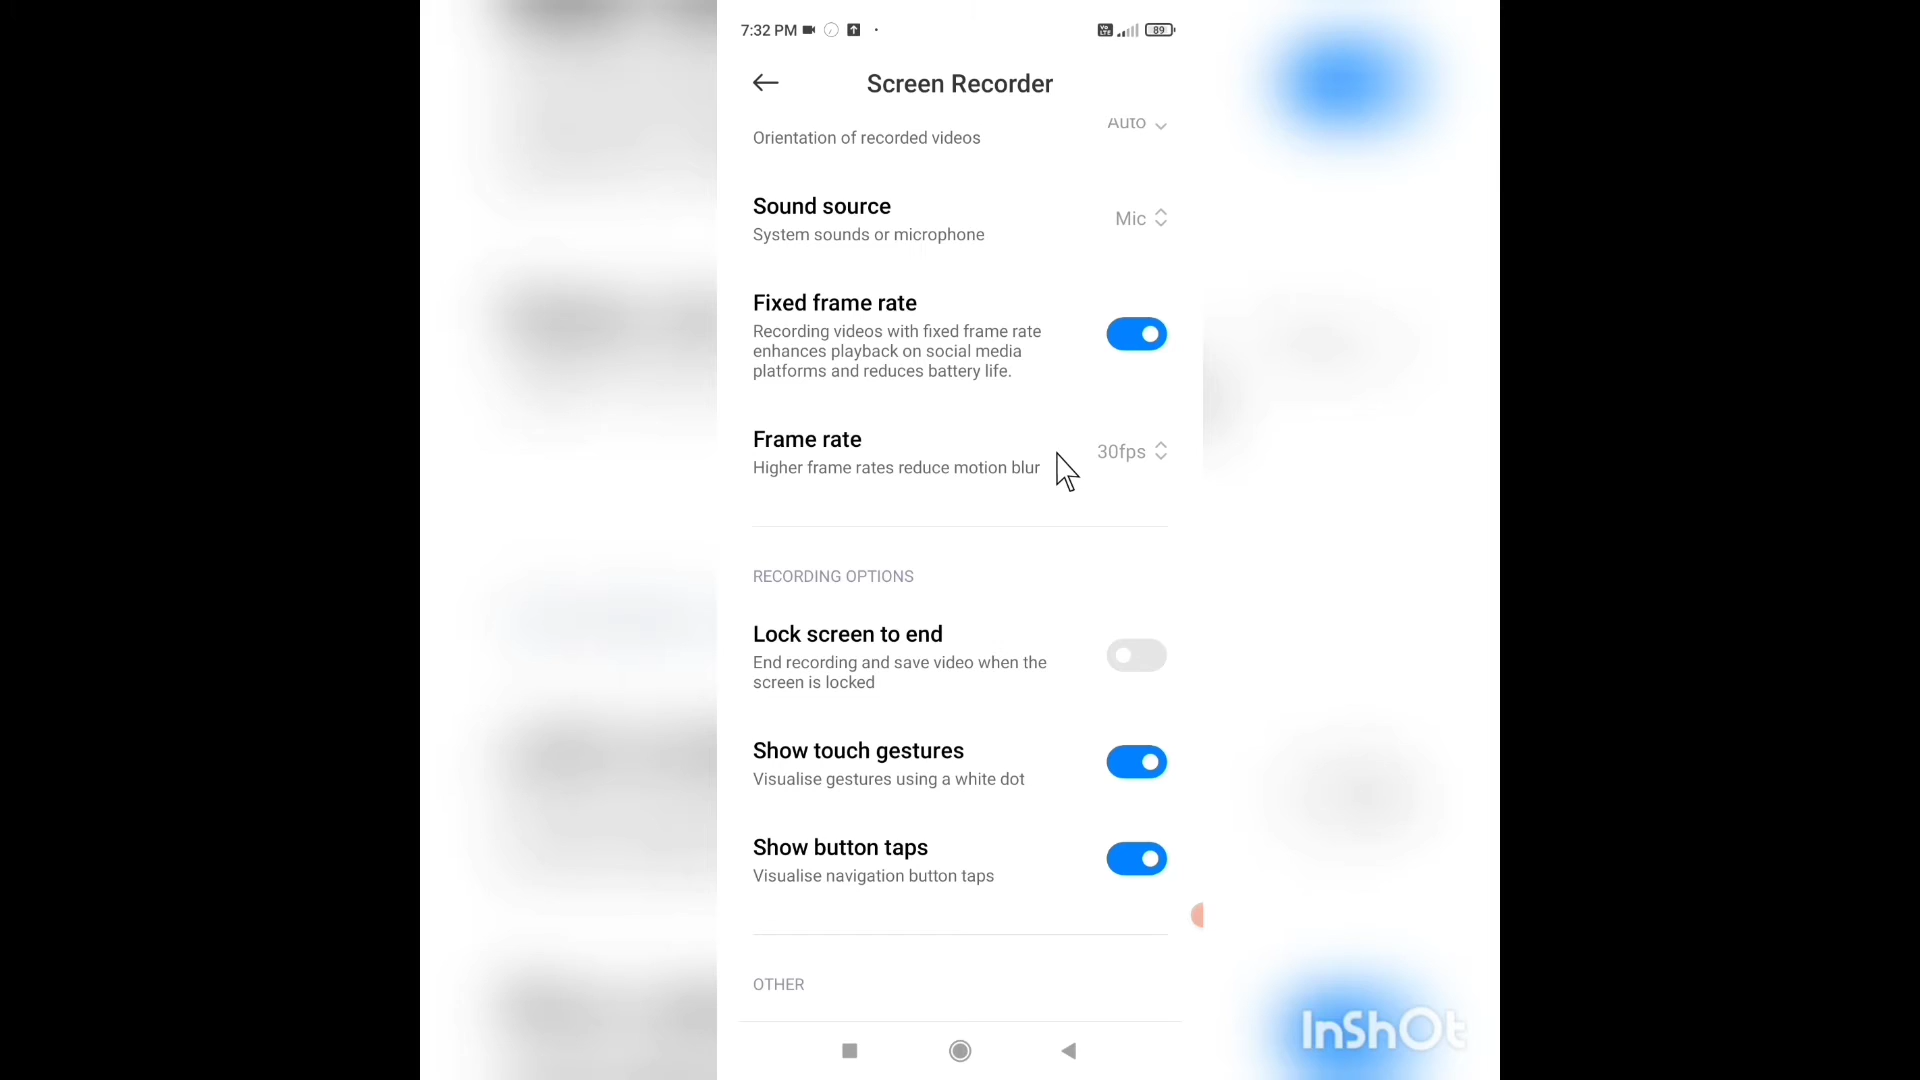 7:32 PM
Vo LTE
89
Screen Recorder
Auto
Orientation of recorded videos
Sound source
System sounds or microphone
Mic
Fixed frame rate
Recording videos with fixed frame rate
enhances playback on social media
platforms and reduces battery life.
Frame rate
Higher frame rates reduce motion blur
30fps
RECORDING OPTIONS
Lock screen to end
End recording and save video when the
screen is locked
Show touch gestures
Visualise gestures using a white dot
Show button taps
Visualise navigation button taps
OTHER
InShOt